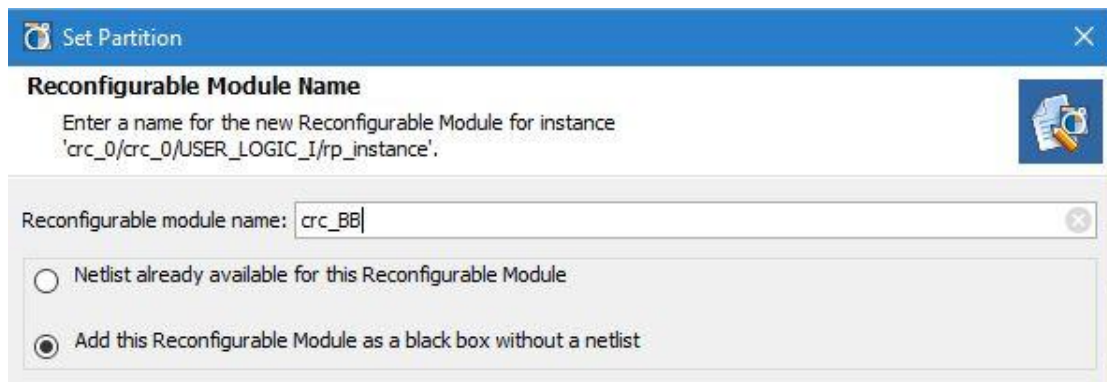 Set Partition
Reconfigurable Module Name
Enter a name for the new Reconfigurable Module for instance
'crc_0/crc_0/USER_LOGIC_I/rp_instance'.
Reconfigurable module name: crc_BB
Netlist already available for this Reconfigurable Module
Add this Reconfigurable Module as a black box without a netlist